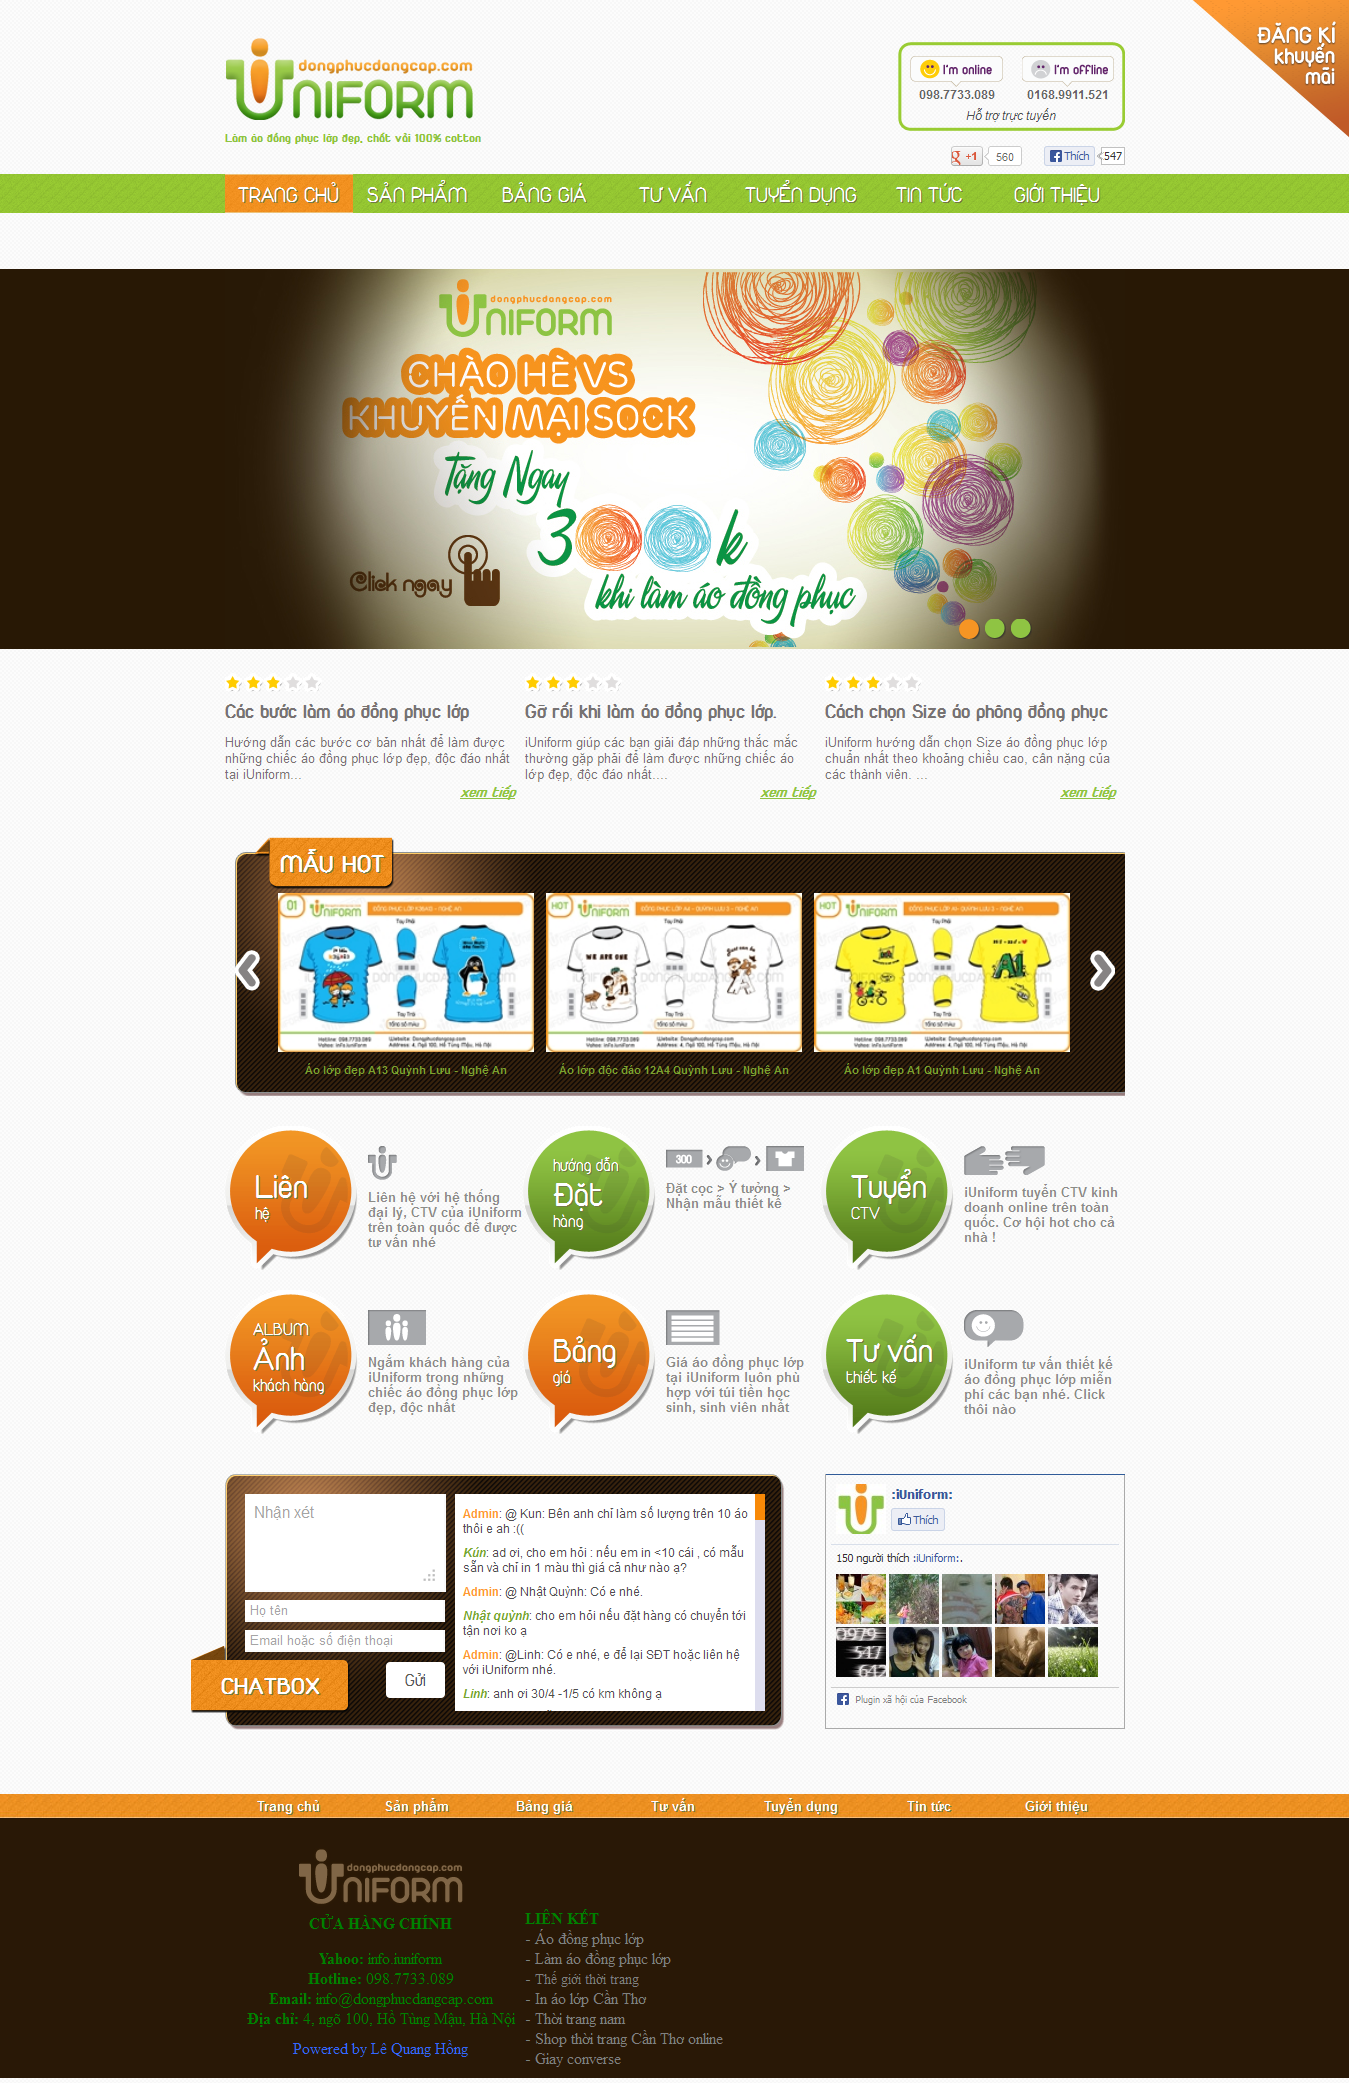 ĐĂNG KÍ
khuyến
mãi
dongphucdangcap.com
UNIFORM
Làm áo đồng phục lớp đẹp, chất vải 100% cotton
I'm online
I'm offline
098.7733.089
0168.9911.521
Hỗ trợ trực tuyến
+1
560
Thích
547
TRANG CHỦ
SẢN PHẨM
BẢNG GIÁ
TƯ VẤN
TUYỂN DỤNG
TIN TỨC
GIỚI THIỆU
dongphucdangcap.com
UNIFORM
CHÀO HÈ VS
KHUYẾN MẠI SOCK
Tặng Ngay
300k
Click ngay
khi làm áo đồng phục
Các bước làm áo đồng phục lớp
Hướng dẫn các bước cơ bản nhất để làm được
những chiếc áo đồng phục lớp đẹp, độc đáo nhất
tại iUniform...
xem tiếp
Gỡ rối khi làm áo đồng phục lớp.
iUniform giúp các bạn giải đáp những thắc mắc
thường gặp phải để làm được những chiếc áo
lớp đẹp, độc đáo nhất....
xem tiếp
Cách chọn Size áo phông đồng phục
iUniform hướng dẫn chọn Size áo đồng phục lớp
chuẩn nhất theo khoảng chiều cao, cân nặng của
các thành viên. ...
xem tiếp
MẪU HOT
01
UNIFORM
HOT
UNIFORM
WE ARE ONE
HOT
UNIFORM
A1
Áo lớp đẹp A13 Quỳnh Lưu - Nghệ An
Áo lớp độc đáo 12A4 Quỳnh Lưu - Nghệ An
Áo lớp đẹp A1 Quỳnh Lưu - Nghệ An
Liên
hệ
Liên hệ với hệ thống
đại lý, CTV của iUniform
trên toàn quốc để được
tư vấn nhé
hướng dẫn
Đặt
hàng
300
Đặt cọc > Ý tưởng >
Nhận mẫu thiết kế
Tuyển
CTV
iUniform tuyển CTV kinh
doanh online trên toàn
quốc. Cơ hội hot cho cả
nhà !
ALBUM
Ảnh
khách hàng
Ngắm khách hàng của
iUniform trong những
chiếc áo đồng phục lớp
đẹp, độc nhất
Bảng
giá
Giá áo đồng phục lớp
tại iUniform luôn phù
hợp với túi tiền học
sinh, sinh viên nhất
Tư vấn
thiết kế
iUniform tư vấn thiết kế
áo đồng phục lớp miễn
phí các bạn nhé. Click
thôi nào
Nhận xét
Họ tên
Email hoặc số điện thoại
CHATBOX
Gửi
Admin: @ Kun: Bên anh chỉ làm số lượng trên 10 áo
thôi e ah :((
Kún: ad ơi, cho em hỏi : nếu em in <10 cái , có mẫu
sẵn và chỉ in 1 màu thì giá cả như nào ạ?
Admin: @ Nhật Quỳnh: Có e nhé.
Nhật quỳnh: cho em hỏi nếu đặt hàng có chuyển tới
tận nơi ko ạ
Admin: @Linh: Có e nhé, e để lại SĐT hoặc liên hệ
với iUniform nhé.
Linh: anh ơi 30/4 -1/5 có km không ạ
:iUniform:
Thích
150 người thích :iUniform:.
0979
547
642
Plugin xã hội của Facebook
Trang chủ
Sản phẩm
Bảng giá
Tư vấn
Tuyển dụng
Tin tức
Giới thiệu
dongphucdangcap.com
UNIFORM
CỬA HÀNG CHÍNH
Yahoo: info.iuniform
Hotline: 098.7733.089
Email: info@dongphucdangcap.com
Địa chỉ: 4, ngõ 100, Hồ Tùng Mậu, Hà Nội
Powered by Lê Quang Hồng
LIÊN KẾT
- Áo đồng phục lớp
- Làm áo đồng phục lớp
- Thế giới thời trang
- In áo lớp Cần Thơ
- Thời trang nam
- Shop thời trang Cần Thơ online
- Giay converse